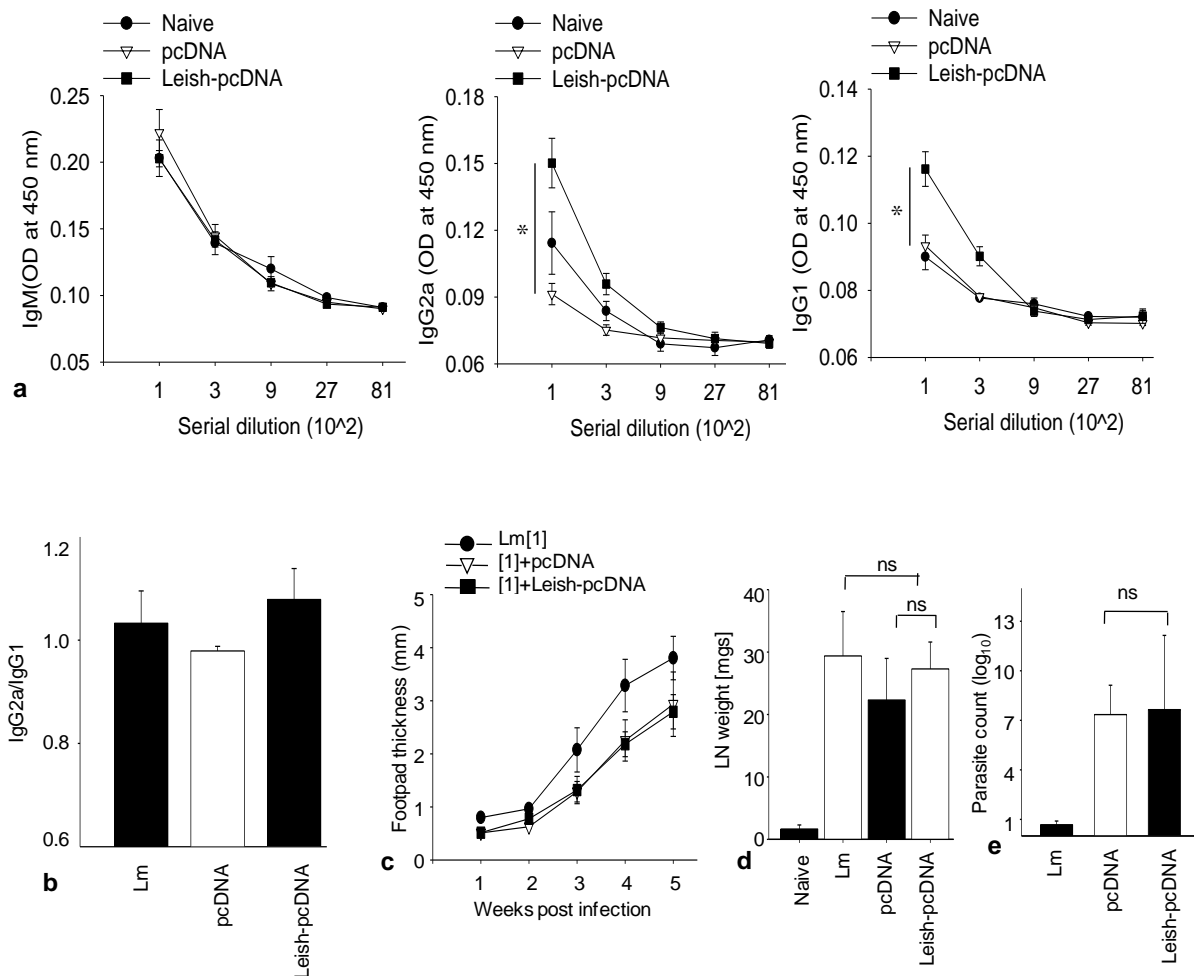 Naive
pcDNA
Leish-pcDNA
0.25
0.20
0.15
0.10
0.05
IgM(OD at 450 nm)
1 3 9 27 81
Serial dilution (10^2)
a
Naive
pcDNA
Leish-pcDNA
0.18
0.15
0.12
0.09
0.06
IgG2a (OD at 450 nm)
*
1 3 9 27 81
Serial dilution (10^2)
Naive
pcDNA
Leish-pcDNA
0.14
0.12
0.10
0.08
0.06
IgG1 (OD at 450 nm)
*
1 3 9 27 81
Serial dilution (10^2)
1.2
1.0
0.8
0.6
IgG2a/IgG1
Lm
pcDNA
Leish-pcDNA
b
Lm[1]
[1]+pcDNA
[1]+Leish-pcDNA
5
4
3
2
1
0
Footpad thickness (mm)
1 2 3 4 5
Weeks post infection
c
ns
ns
40
30
20
10
0
LN weight [mgs]
Naive
Lm
pcDNA
Leish-pcDNA
d
ns
13
10
7
4
1
Parasite count (log10)
Lm
pcDNA
Leish-pcDNA
e